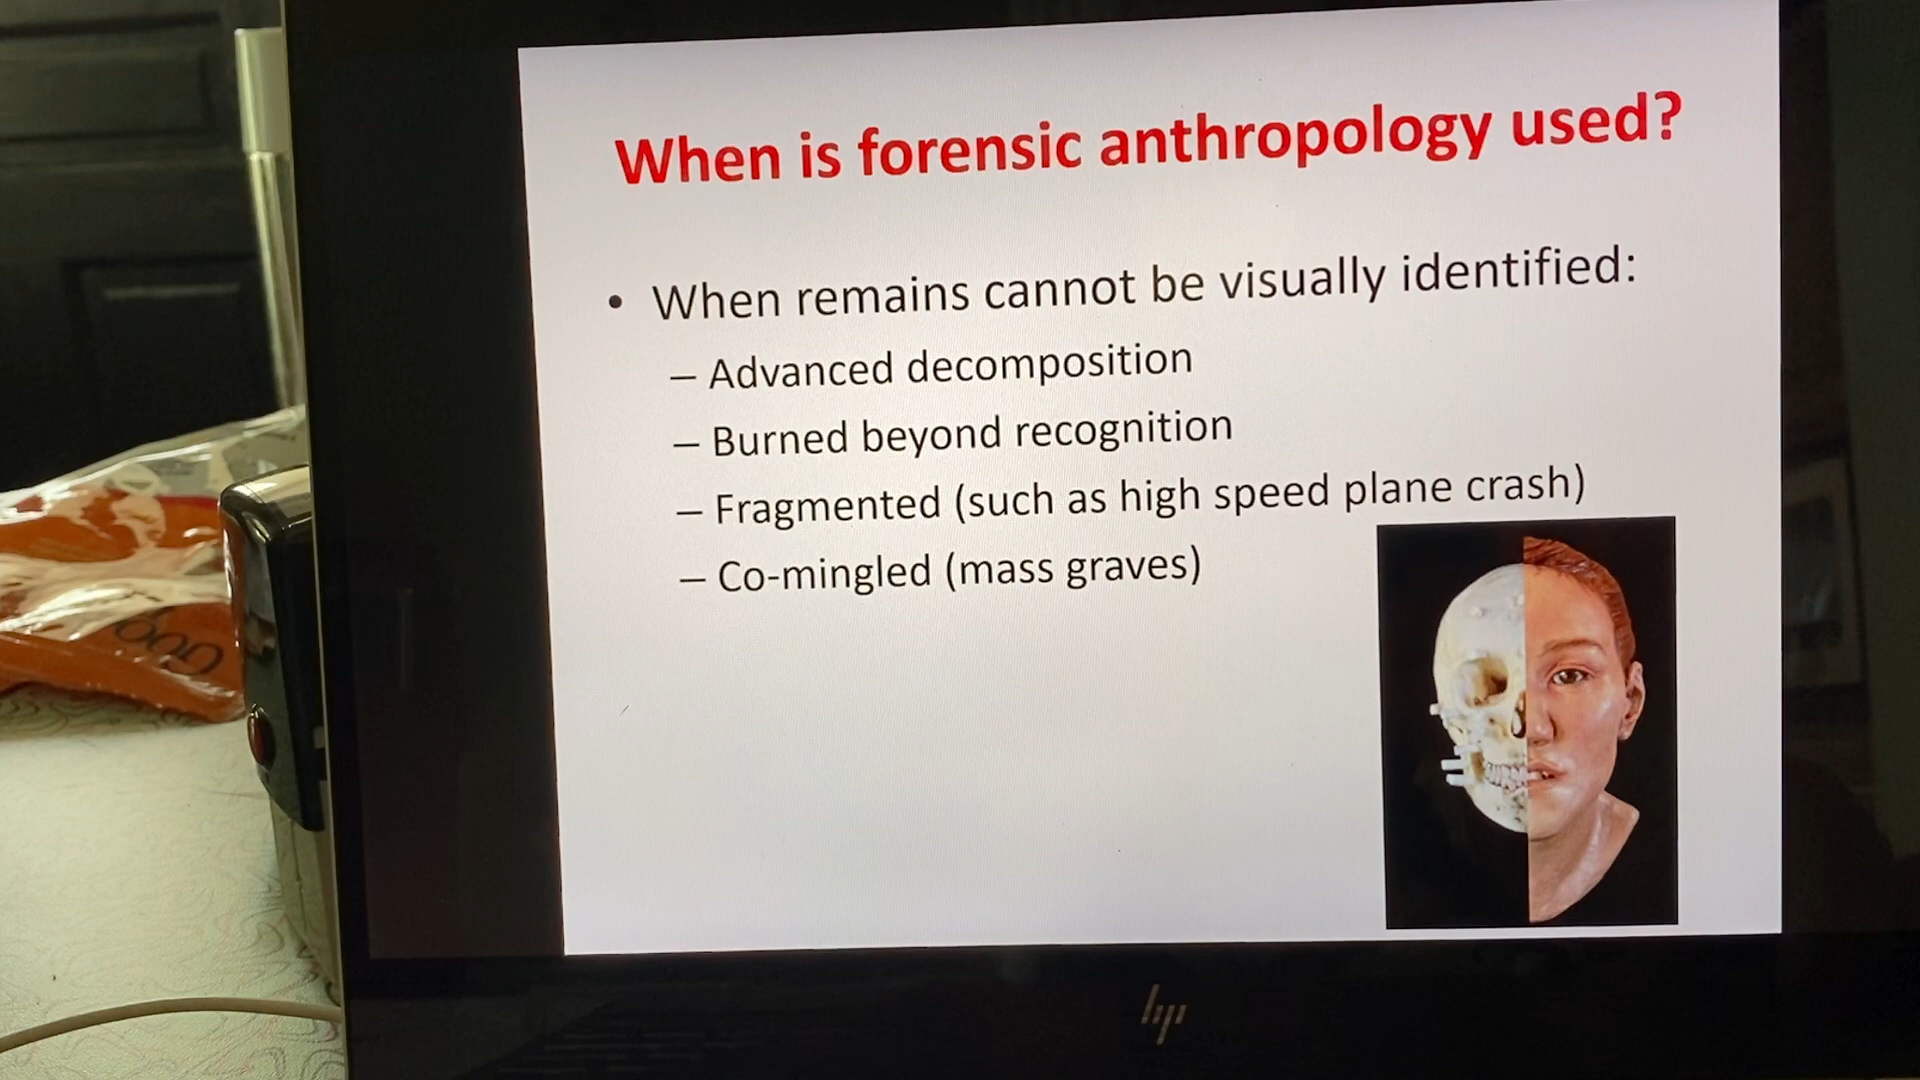 When is forensic anthropology used?
• When remains cannot be visually identified:
– Advanced decomposition
– Burned beyond recognition
– Fragmented (such as high speed plane crash)
– Co-mingled (mass graves)
hp